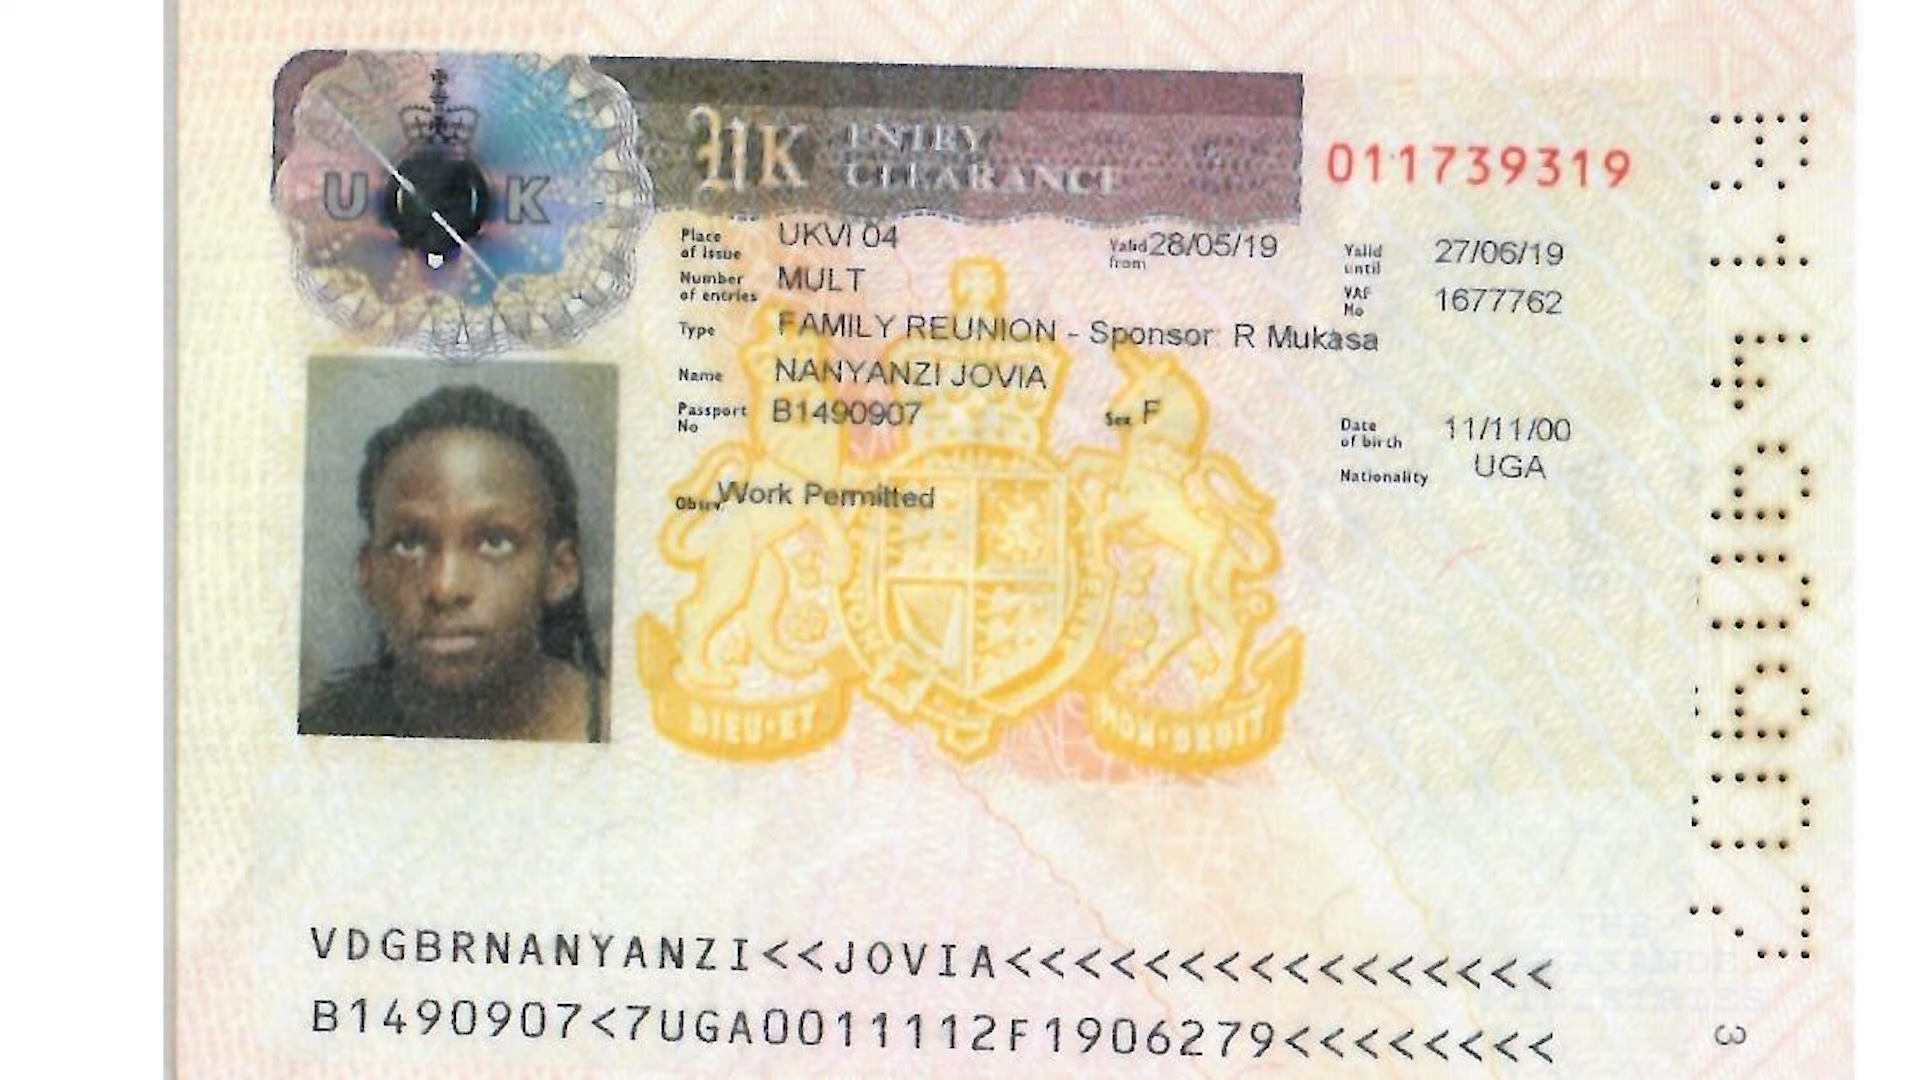 U K
UK ENTRY
CLEARANCE
011739319
Place of Issue UKVI 04 Valid from 28/05/19 Valid until 27/06/19
Number of entries MULT VAF No 1677762
Type FAMILY REUNION - Sponsor: R Mukasa
Name NANYANZI JOVIA
Passport No B1490907 Sex F Date of birth 11/11/00
Nationality UGA
Obsrv. Work Permitted
DIEU·ET MON·DROIT
VDGBRNANYANZI<<JOVIA<<<<<<<<<<<<<<<<
B1490907<7UGA0011112F1906279<<<<<<<<
3